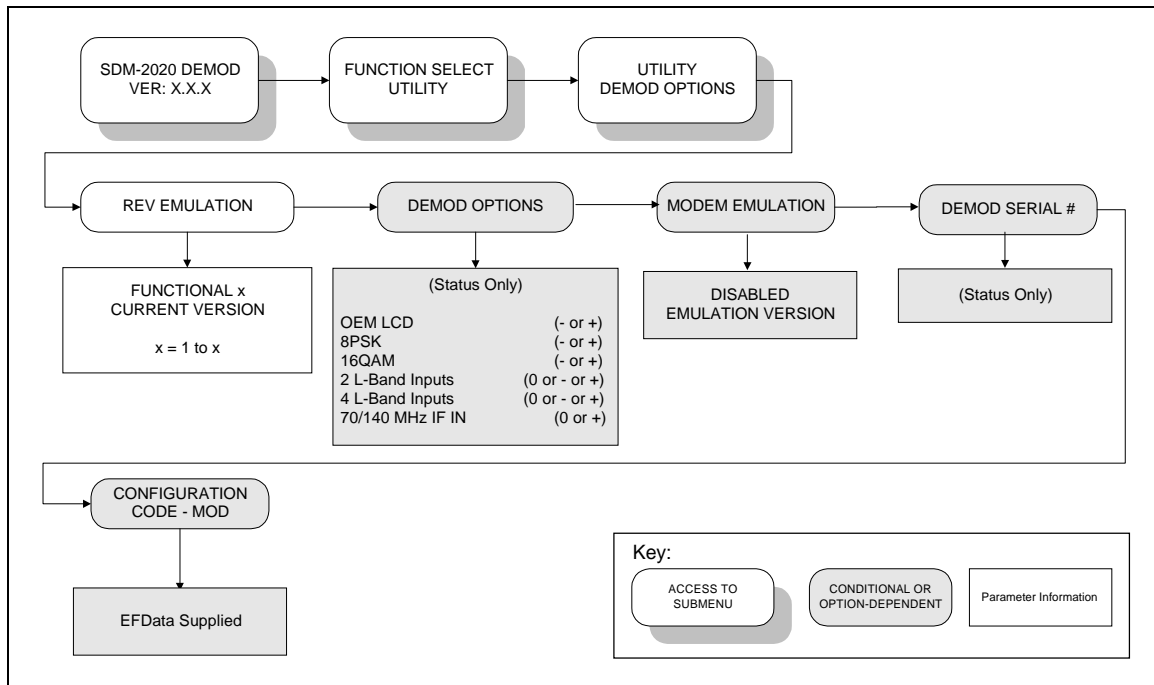 SDM-2020 DEMOD
VER: X.X.X
FUNCTION SELECT
UTILITY
UTILITY
DEMOD OPTIONS
REV EMULATION
DEMOD OPTIONS
MODEM EMULATION
DEMOD SERIAL #
FUNCTIONAL x
CURRENT VERSION
x = 1 to x
(Status Only)
OEM LCD (- or +)
8PSK (- or +)
16QAM (- or +)
2 L-Band Inputs (0 or - or +)
4 L-Band Inputs (0 or - or +)
70/140 MHz IF IN (0 or +)
DISABLED
EMULATION VERSION
(Status Only)
CONFIGURATION
CODE - MOD
EFData Supplied
Key:
ACCESS TO
SUBMENU
CONDITIONAL OR
OPTION-DEPENDENT
Parameter Information